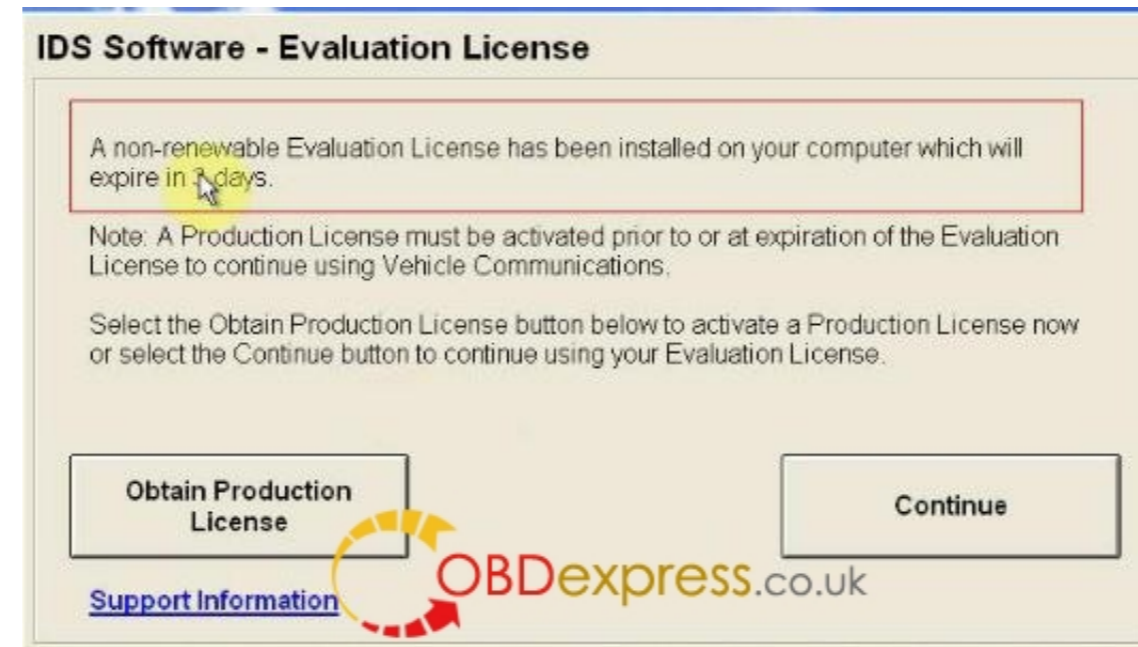 IDS Software - Evaluation License
A non-renewable Evaluation License has been installed on your computer which will
expire in 3 days.
Note: A Production License must be activated prior to or at expiration of the Evaluation
License to continue using Vehicle Communications.
Select the Obtain Production License button below to activate a Production License now
or select the Continue button to continue using your Evaluation License.
Obtain Production
License
Continue
OBDexpress.co.uk
Support Information